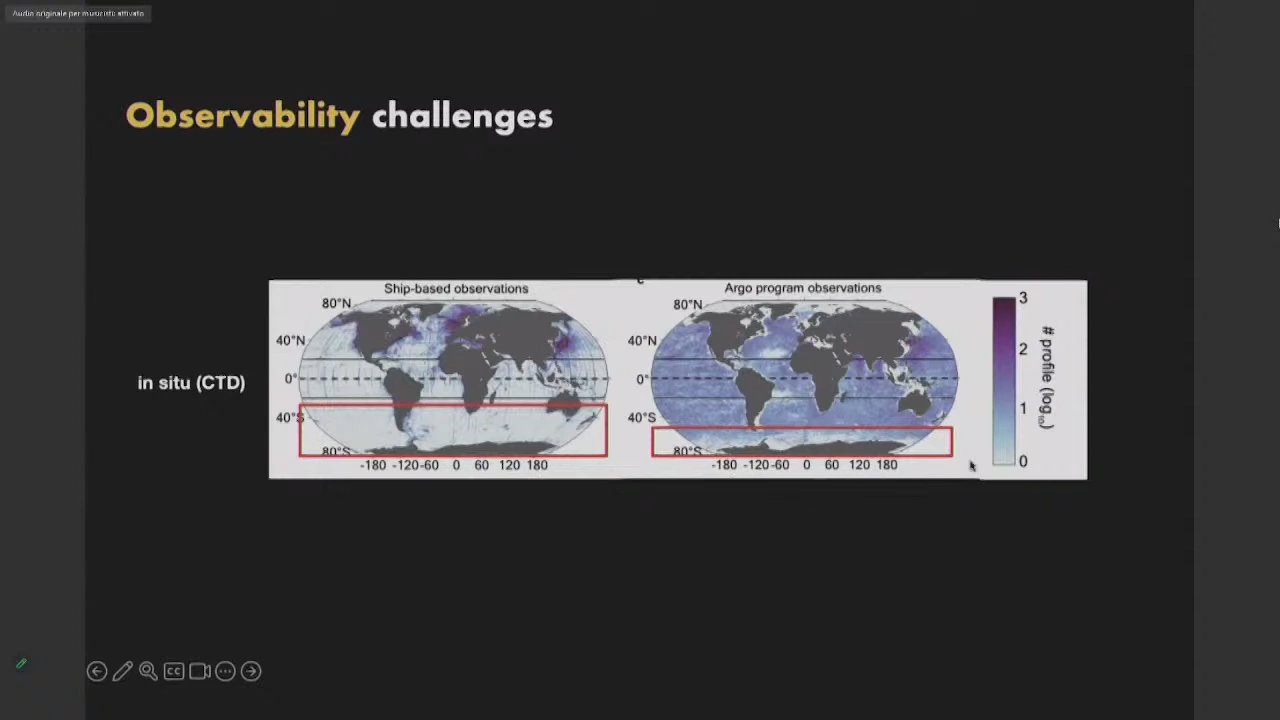 Audio originale per musicisti: attivato
Observability challenges
Ship-based observations
Argo program observations
80°N
40°N
0°
40°S
80°S
-180 -120 -60 0 60 120 180
80°N
40°N
0°
40°S
80°S
-180 -120 -60 0 60 120 180
3
2
1
0
# profile (log10)
in situ (CTD)
CC